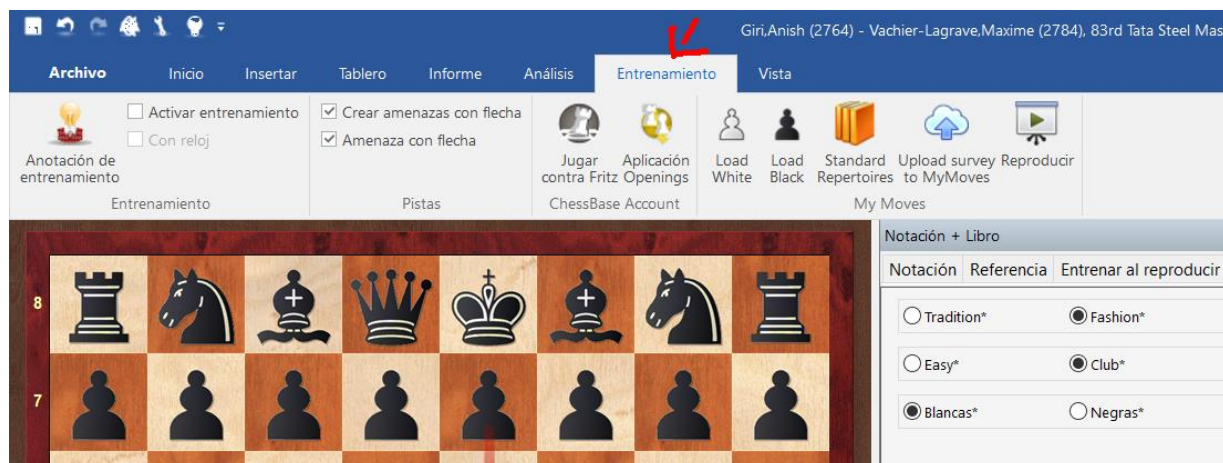 Giri,Anish (2764) - Vachier-Lagrave,Maxime (2784), 83rd Tata Steel Mas
Archivo Inicio Insertar Tablero Informe Análisis Entrenamiento Vista
Activar entrenamiento
Con reloj
Anotación de
entrenamiento
Entrenamiento
Crear amenazas con flecha
Amenaza con flecha
Pistas
Jugar
contra Fritz
Aplicación
Openings
ChessBase Account
Load
White
Load
Black
Standard
Repertoires
Upload survey
to MyMoves
Reproducir
My Moves
Notación + Libro
Notación Referencia Entrenar al reproducir
Tradition* Fashion*
Easy* Club*
Blancas* Negras*
8
7